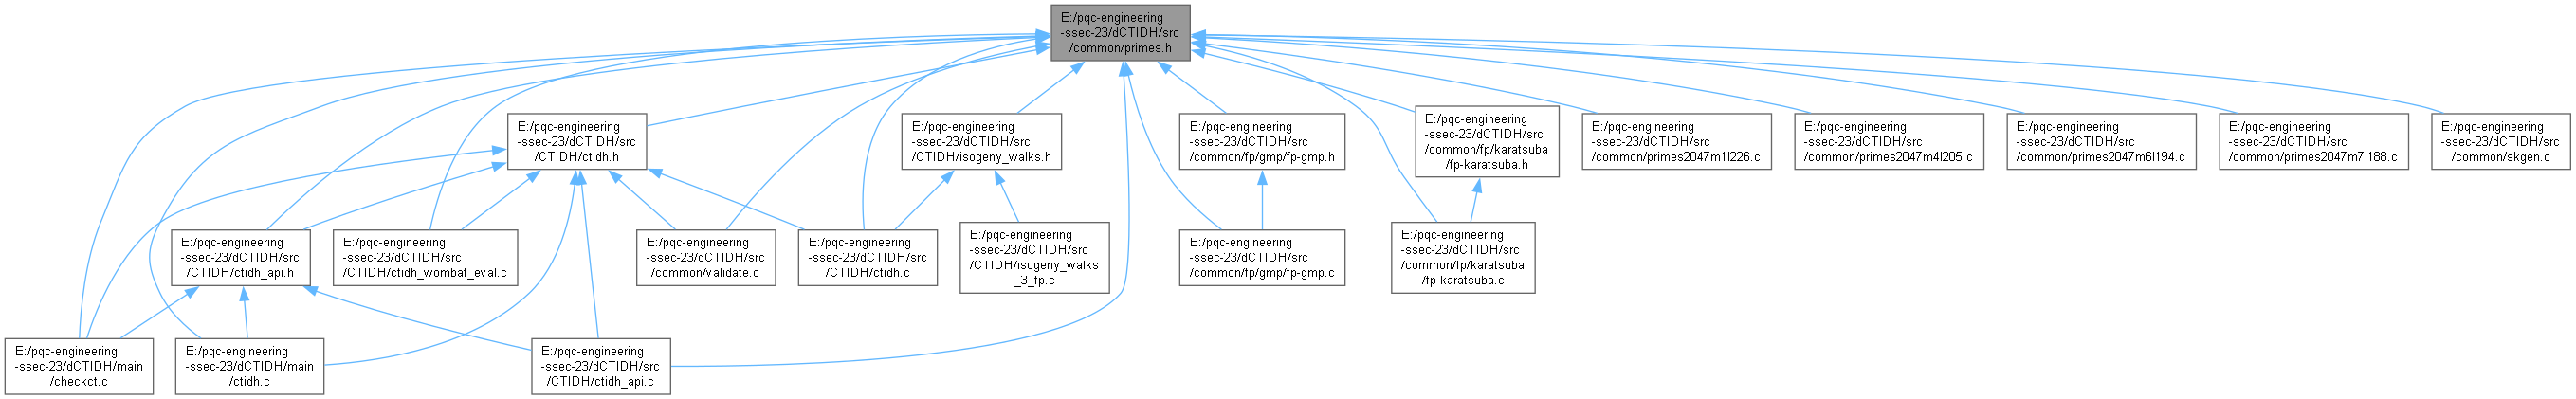 E:/pqc-engineering
-ssec-23/dCTIDH/src
/common/primes.h
E:/pqc-engineering
-ssec-23/dCTIDH/src
/CTIDH/ctidh.h
E:/pqc-engineering
-ssec-23/dCTIDH/src
/CTIDH/isogeny_walks.h
E:/pqc-engineering
-ssec-23/dCTIDH/src
/common/fp/gmp/fp-gmp.h
E:/pqc-engineering
-ssec-23/dCTIDH/src
/common/fp/karatsuba
/fp-karatsuba.h
E:/pqc-engineering
-ssec-23/dCTIDH/src
/common/primes2047m1l226.c
E:/pqc-engineering
-ssec-23/dCTIDH/src
/common/primes2047m4l205.c
E:/pqc-engineering
-ssec-23/dCTIDH/src
/common/primes2047m6l194.c
E:/pqc-engineering
-ssec-23/dCTIDH/src
/common/primes2047m7l188.c
E:/pqc-engineering
-ssec-23/dCTIDH/src
/common/skgen.c
E:/pqc-engineering
-ssec-23/dCTIDH/src
/CTIDH/ctidh_api.h
E:/pqc-engineering
-ssec-23/dCTIDH/src
/CTIDH/ctidh_wombat_eval.c
E:/pqc-engineering
-ssec-23/dCTIDH/src
/common/validate.c
E:/pqc-engineering
-ssec-23/dCTIDH/src
/CTIDH/ctidh.c
E:/pqc-engineering
-ssec-23/dCTIDH/src
/CTIDH/isogeny_walks
_3_fp.c
E:/pqc-engineering
-ssec-23/dCTIDH/src
/common/fp/gmp/fp-gmp.c
E:/pqc-engineering
-ssec-23/dCTIDH/src
/common/fp/karatsuba
/fp-karatsuba.c
E:/pqc-engineering
-ssec-23/dCTIDH/main
/checkct.c
E:/pqc-engineering
-ssec-23/dCTIDH/main
/ctidh.c
E:/pqc-engineering
-ssec-23/dCTIDH/src
/CTIDH/ctidh_api.c